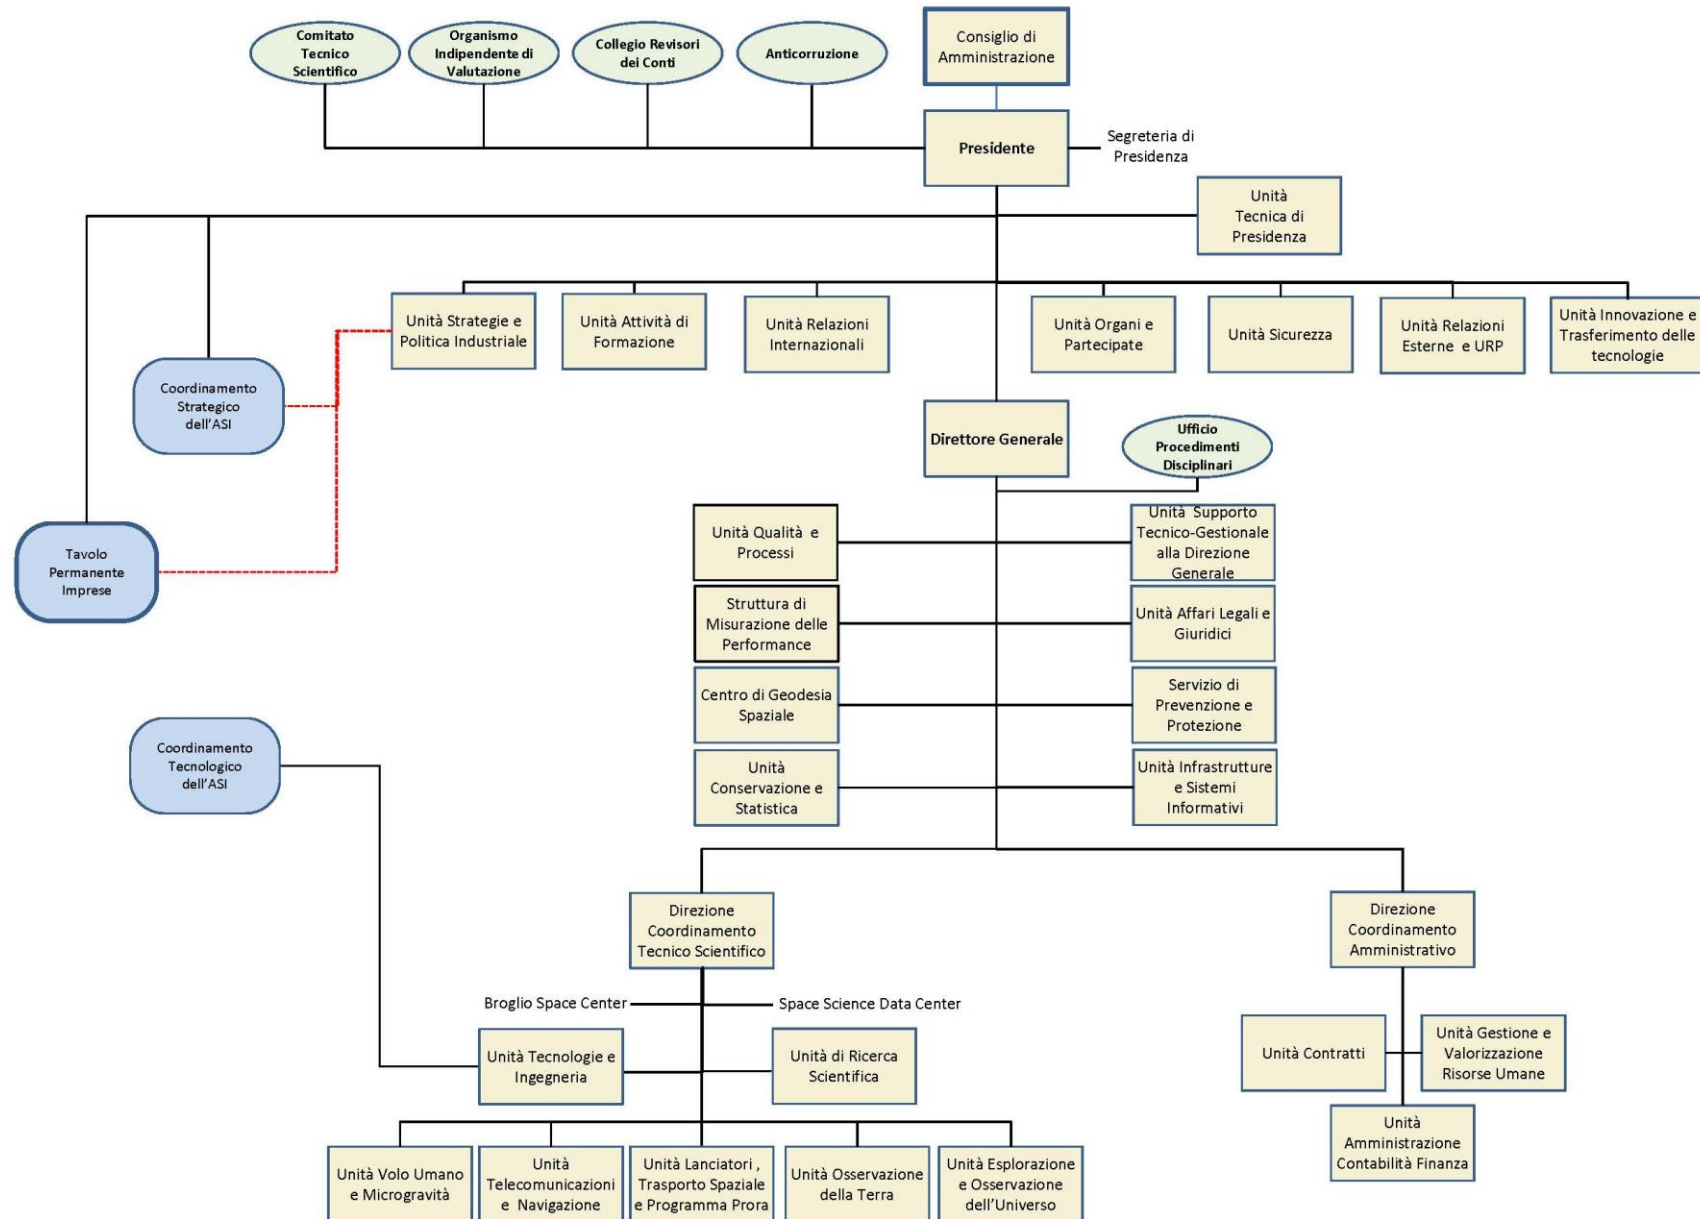 Comitato
Tecnico
Scientifico
Organismo
Indipendente di
Valutazione
Collegio Revisori
dei Conti
Anticorruzione
Consiglio di
Amministrazione
Presidente
Segreteria di
Presidenza
Unità
Tecnica di
Presidenza
Unità Strategie e
Politica Industriale
Unità Attività di
Formazione
Unità Relazioni
Internazionali
Unità Organi e
Partecipate
Unità Sicurezza
Unità Relazioni
Esterne e URP
Unità Innovazione e
Trasferimento delle
tecnologie
Coordinamento
Strategico
dell'ASI
Direttore Generale
Ufficio
Procedimenti
Disciplinari
Tavolo
Permanente
Imprese
Unità Qualità e
Processi
Unità Supporto
Tecnico-Gestionale
alla Direzione
Generale
Struttura di
Misurazione delle
Performance
Unità Affari Legali e
Giuridici
Centro di Geodesia
Spaziale
Servizio di
Prevenzione e
Protezione
Coordinamento
Tecnologico
dell'ASI
Unità
Conservazione e
Statistica
Unità Infrastrutture
e Sistemi
Informativi
Direzione
Coordinamento
Tecnico Scientifico
Direzione
Coordinamento
Amministrativo
Broglio Space Center
Space Science Data Center
Unità Tecnologie e
Ingegneria
Unità di Ricerca
Scientifica
Unità Contratti
Unità Gestione e
Valorizzazione
Risorse Umane
Unità
Amministrazione
Contabilità Finanza
Unità Volo Umano
e Microgravità
Unità
Telecomunicazioni
e Navigazione
Unità Lanciatori ,
Trasporto Spaziale
e Programma Prora
Unità Osservazione
della Terra
Unità Esplorazione
e Osservazione
dell'Universo